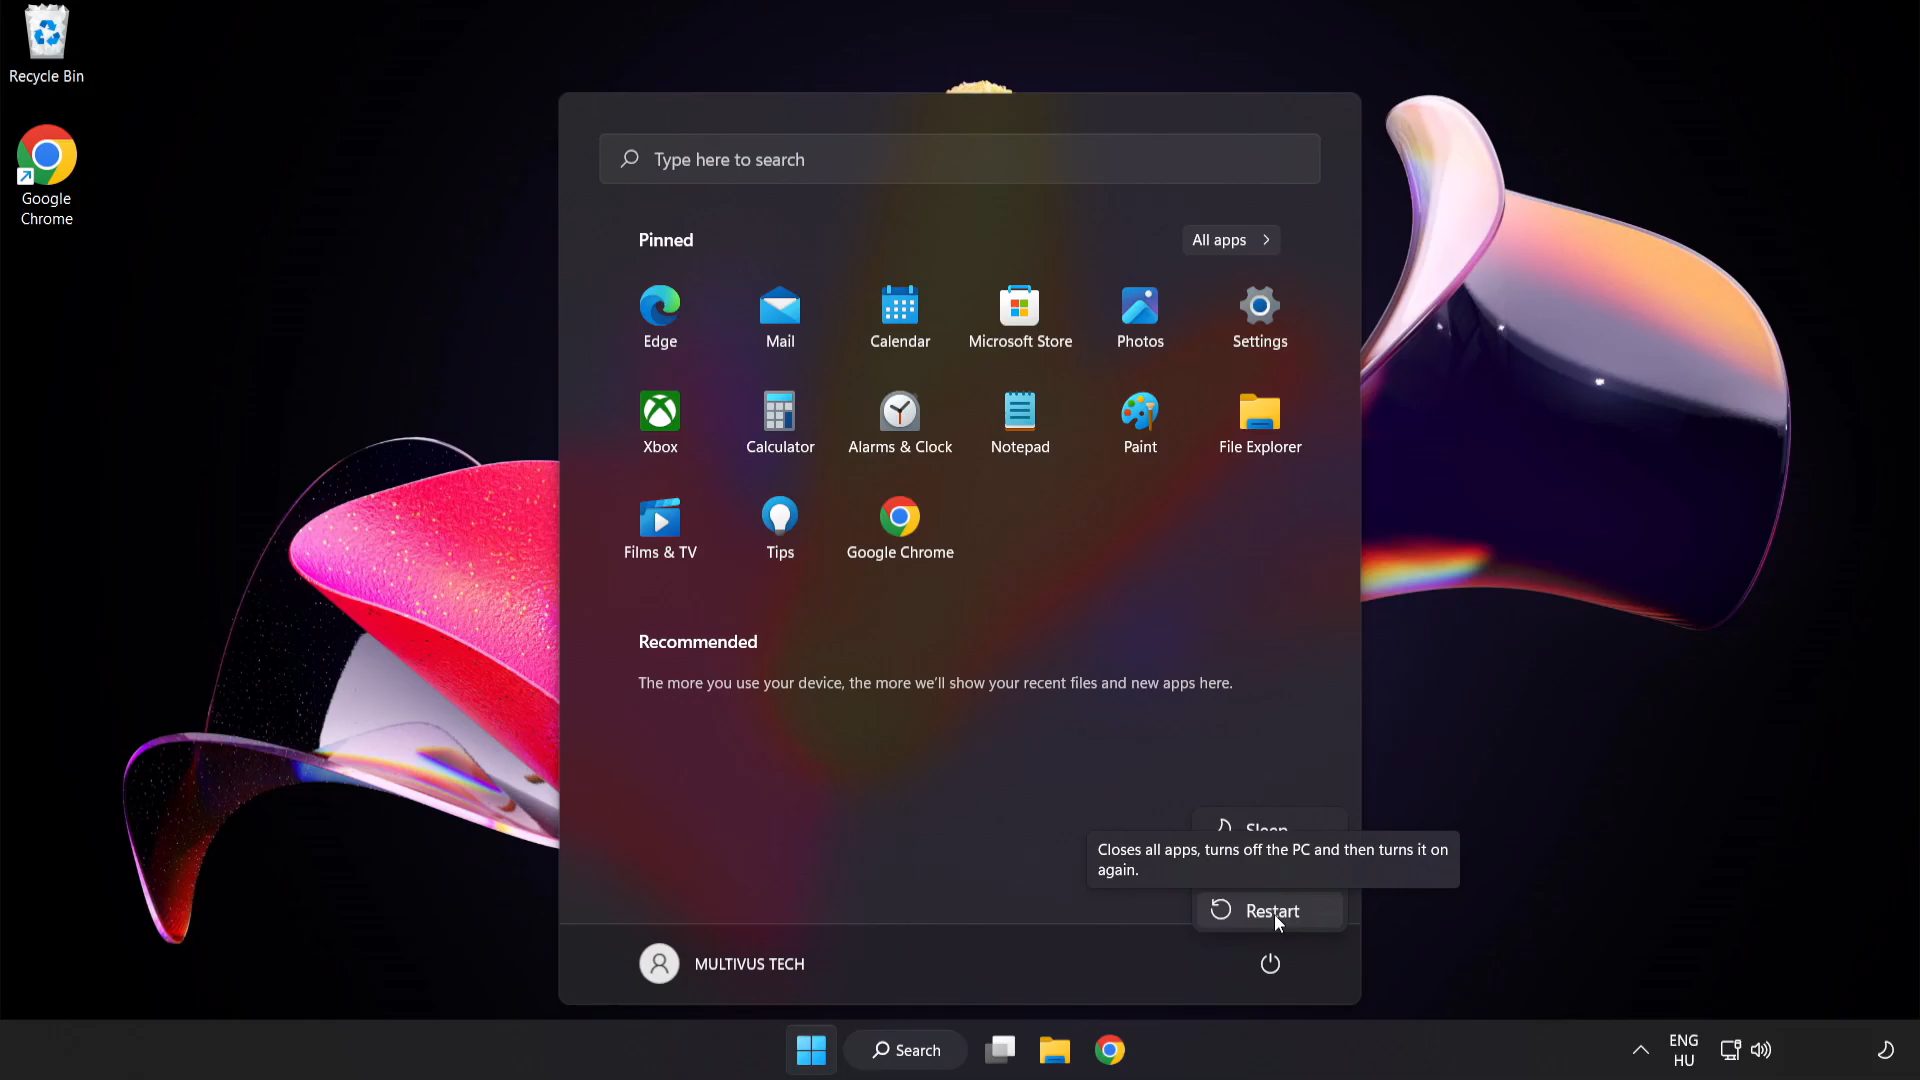 Recycle Bin
Google
Chrome
Type here to search
Pinned
All apps
Edge
Mail
Calendar
Microsoft Store
Photos
Settings
Xbox
Calculator
Alarms & Clock
Notepad
Paint
File Explorer
Films & TV
Tips
Google Chrome
Recommended
The more you use your device, the more we'll show your recent files and new apps here.
Sleep
Closes all apps, turns off the PC and then turns it on
again.
Restart
MULTIVUS TECH
Search
ENG
HU